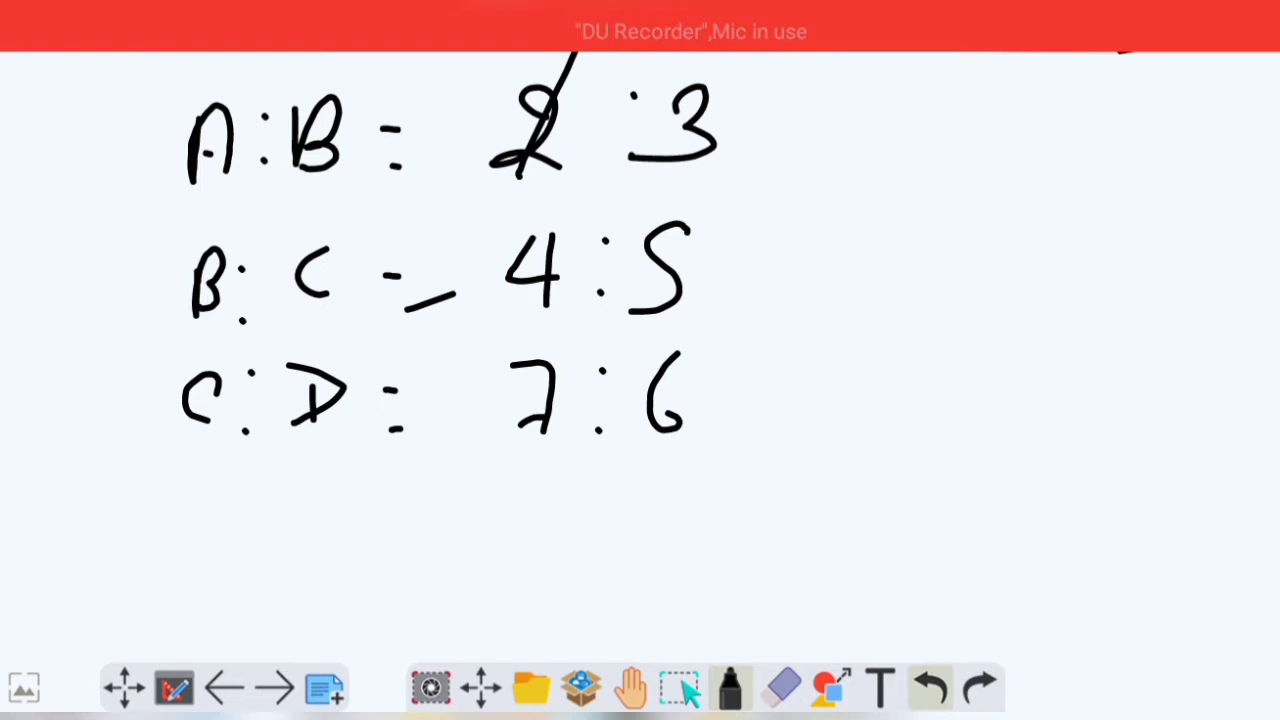 "DU Recorder",Mic in use
A:B = 2 :3
B: C = 4:5
C:D = 7:6
T